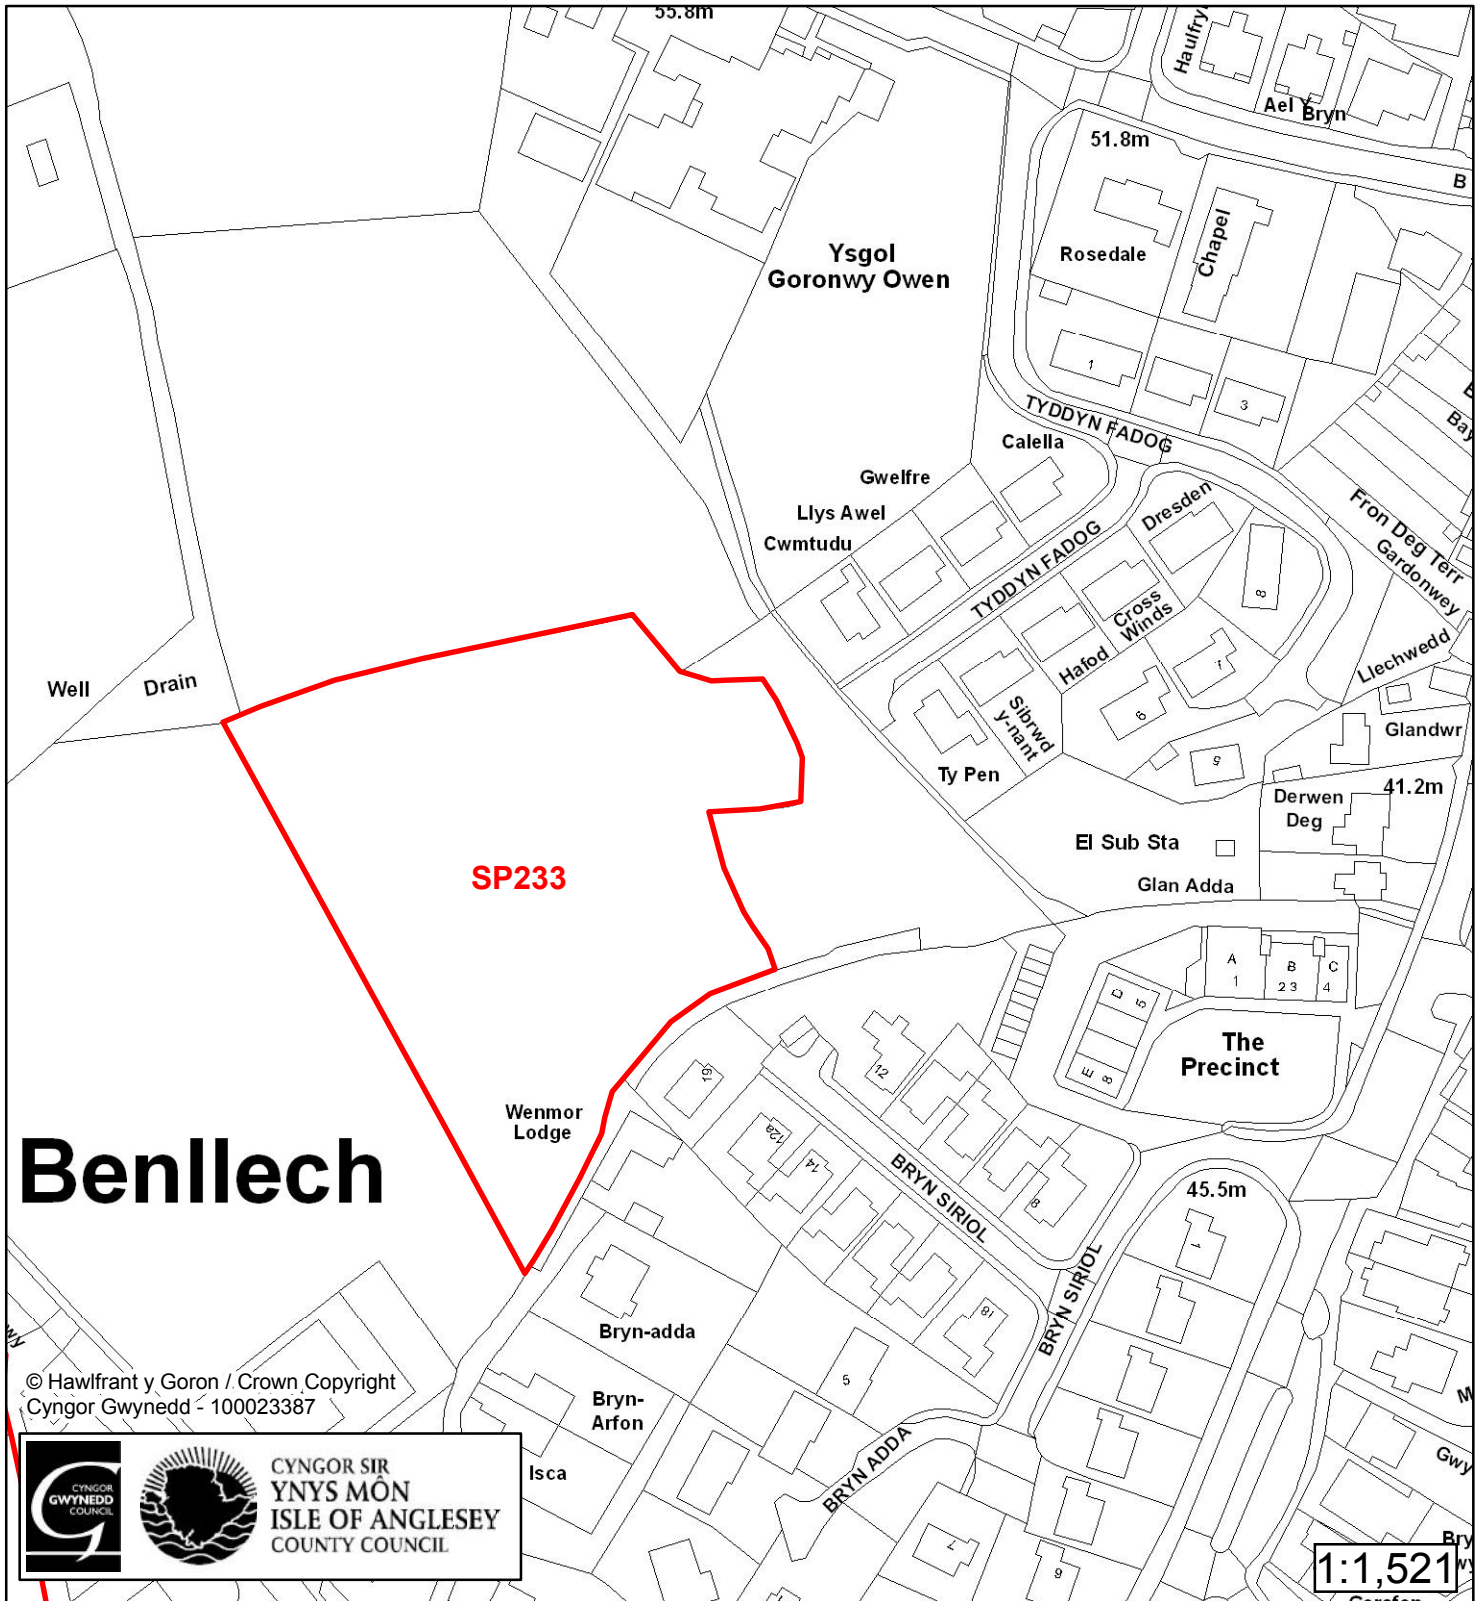 55.8m
Ael Y Bryn
51.8m
B
Ysgol
Goronwy Owen
Rosedale
Chapel
1
3
TYDDYN FADOG
Calella
Gwelfre
Llys Awel
Cwmtudu
Dresden
TYDDYN FADOG
Fron Deg Terr
Gardonwey
8
Cross
Winds
Hafod
7
6
Llechwedd
Sibrwd
y-nant
Well
Drain
Ty Pen
5
Glandwr
41.2m
Derwen
Deg
El Sub Sta
Glan Adda
SP233
A
1
B
2 3
C
4
D
5
E
8
The
Precinct
12
19
12a
14
8
Wenmor
Lodge
Benllech
BRYN SIRIOL
45.5m
1
BRYN SIRIOL
18
Bryn-adda
5
Bryn-
Arfon
Isca
BRYN ADDA
7
© Hawlfrant y Goron / Crown Copyright
Cyngor Gwynedd - 100023387
CYNGOR
GWYNEDD
COUNCIL
CYNGOR SIR
YNYS MÔN
ISLE OF ANGLESEY
COUNTY COUNCIL
1:1,521